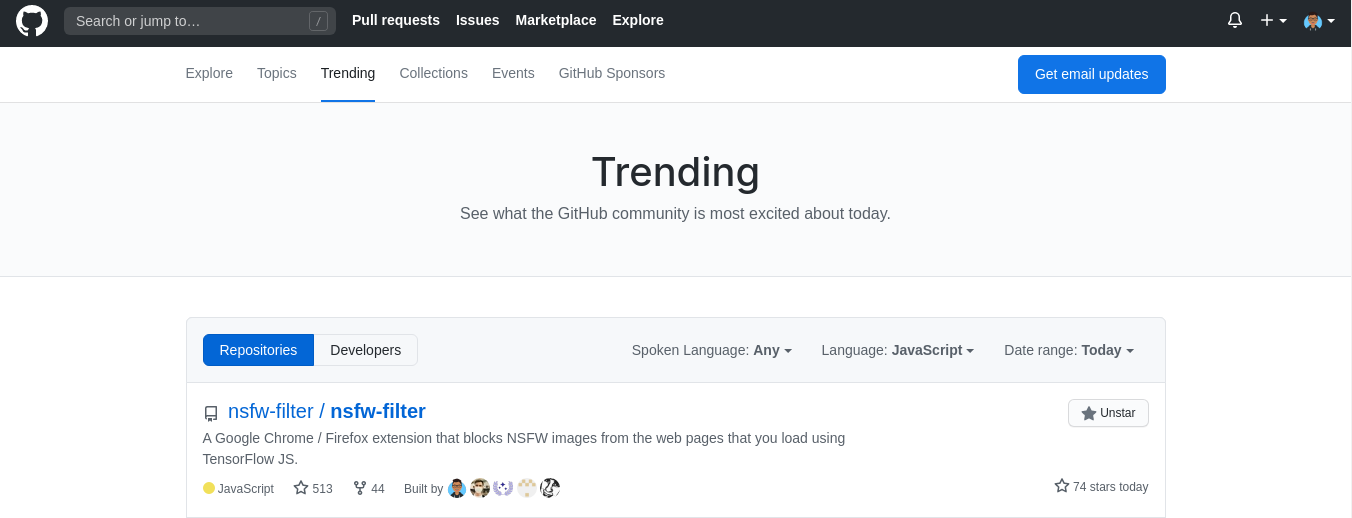 Search or jump to… /
Pull requests Issues Marketplace Explore
Explore Topics Trending Collections Events GitHub Sponsors
Get email updates
Trending
See what the GitHub community is most excited about today.
Repositories Developers
Spoken Language: Any Language: JavaScript Date range: Today
nsfw-filter / nsfw-filter
Unstar
A Google Chrome / Firefox extension that blocks NSFW images from the web pages that you load using
TensorFlow JS.
JavaScript 513 44 Built by
74 stars today